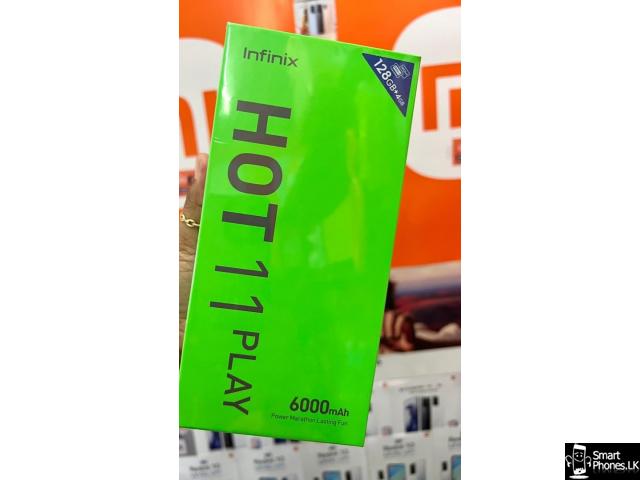 Infinix
128GB+4GB
HOT 11 PLAY
6000mAh
Power Marathon Lasting Fun
Smart
Phones.LK